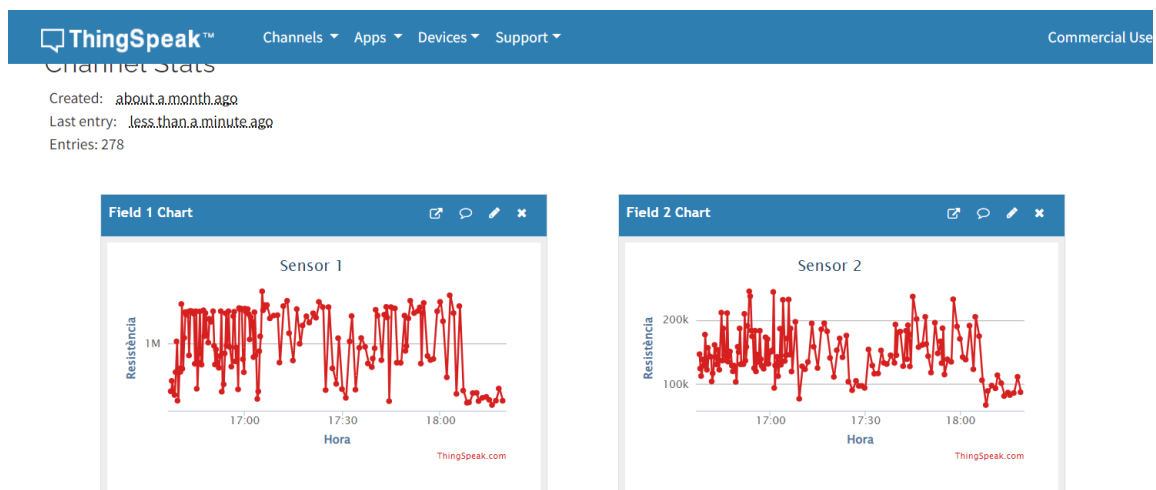 ThingSpeak™ Channels Apps Devices Support Commercial Use
Channel Stats
Created: about a month ago
Last entry: less than a minute ago
Entries: 278
Field 1 Chart
Sensor 1
Resistència
1M
17:00 17:30 18:00
Hora
ThingSpeak.com
Field 2 Chart
Sensor 2
Resistència
200k
100k
17:00 17:30 18:00
Hora
ThingSpeak.com